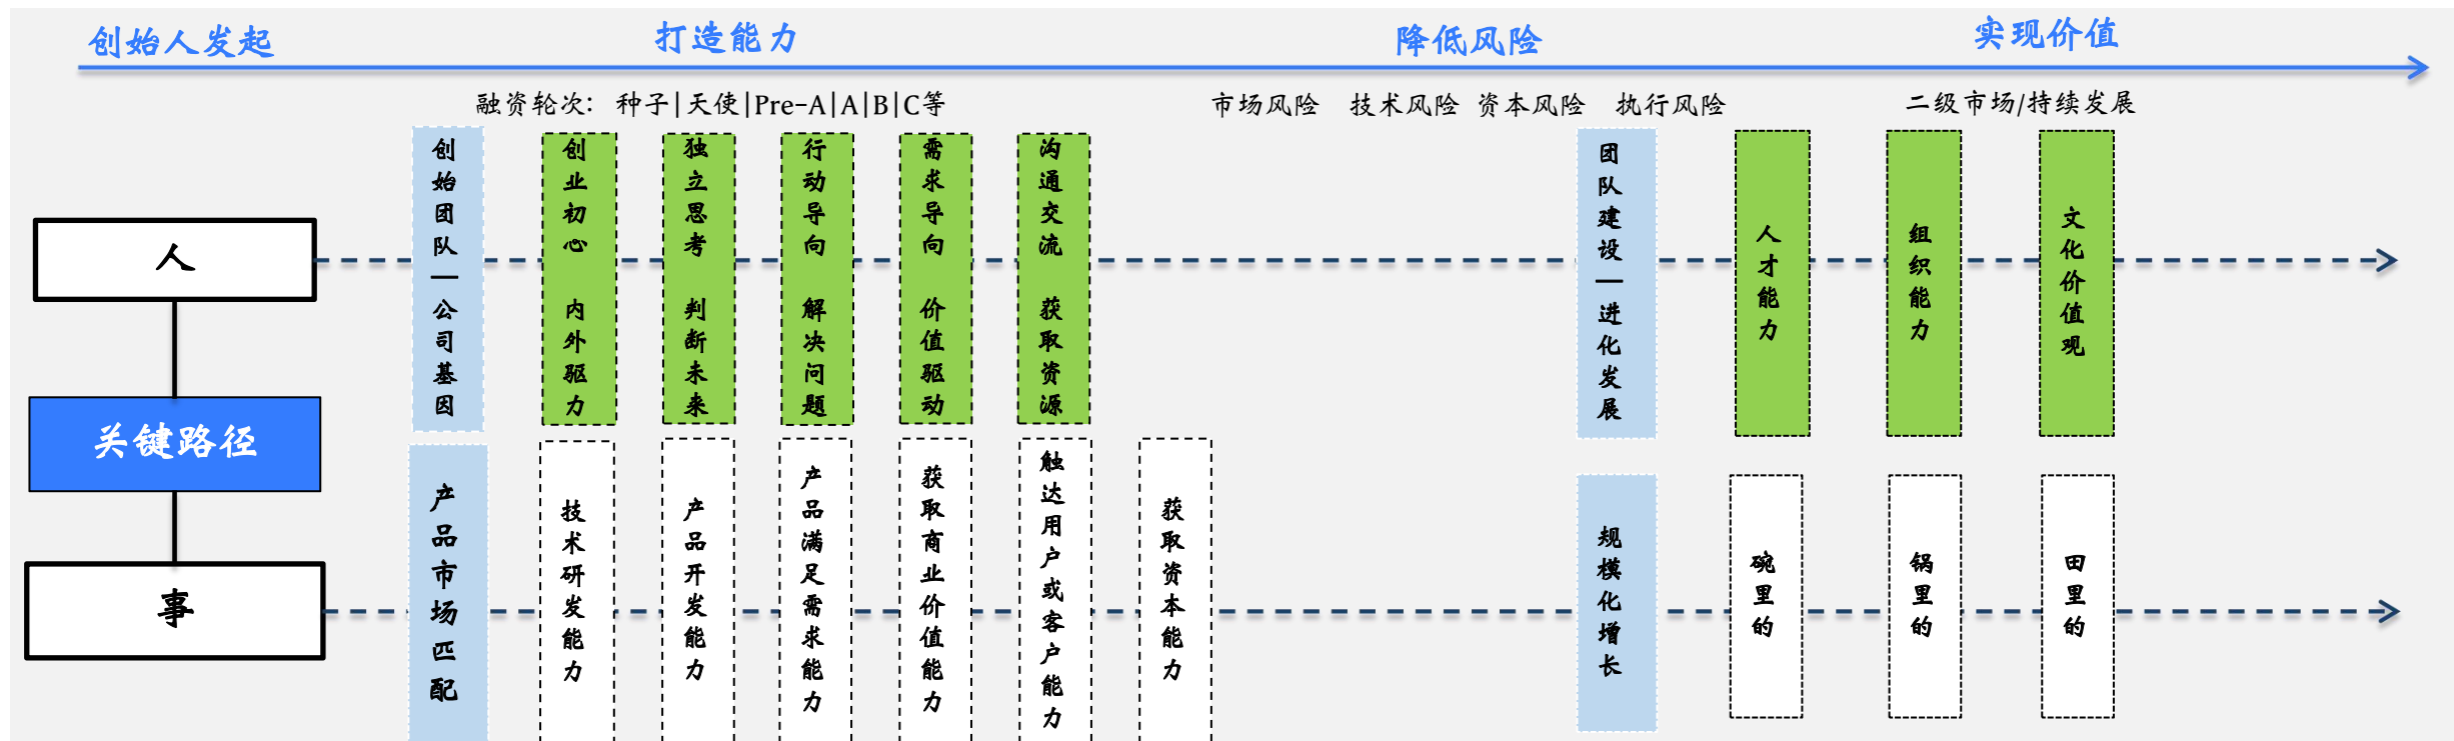 创始人发起
打造能力
降低风险
实现价值
融资轮次： 种子|天使|Pre-A|A|B|C等
市场风险 技术风险 资本风险 执行风险
二级市场/持续发展
人
创始团队—公司基因
创业初心 内外驱力
独立思考 判断未来
行动导向 解决问题
需求导向 价值驱动
沟通交流 获取资源
团队建设—进化发展
人才能力
组织能力
文化价值观
关键路径
事
产品市场匹配
技术研发能力
产品开发能力
产品满足需求能力
获取商业价值能力
触达用户或客户能力
获取资本能力
规模化增长
碗里的
锅里的
田里的